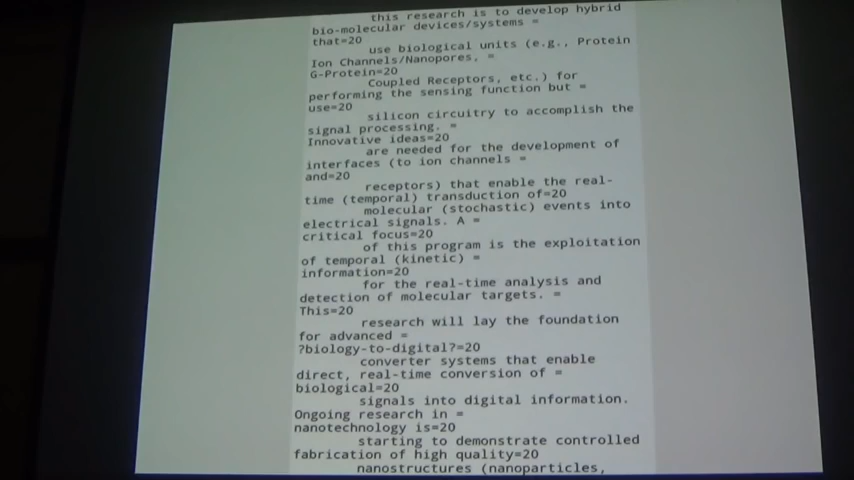 this research is to develop hybrid
bio-molecular devices/systems =
that=20
use biological units (e.g., Protein
Ion Channels/Nanopores, =
G-Protein=20
Coupled Receptors, etc.) for
performing the sensing function but =
use=20
silicon circuitry to accomplish the
signal processing. =
Innovative ideas=20
are needed for the development of
interfaces (to ion channels =
and=20
receptors) that enable the real-
time (temporal) transduction of=20
molecular (stochastic) events into
electrical signals. A =
critical focus=20
of this program is the exploitation
of temporal (kinetic) =
information=20
for the real-time analysis and
detection of molecular targets. =
This=20
research will lay the foundation
for advanced =
?biology-to-digital?=20
converter systems that enable
direct, real-time conversion of =
biological=20
signals into digital information.
Ongoing research in =
nanotechnology is=20
starting to demonstrate controlled
fabrication of high quality=20
nanostructures (nanoparticles,